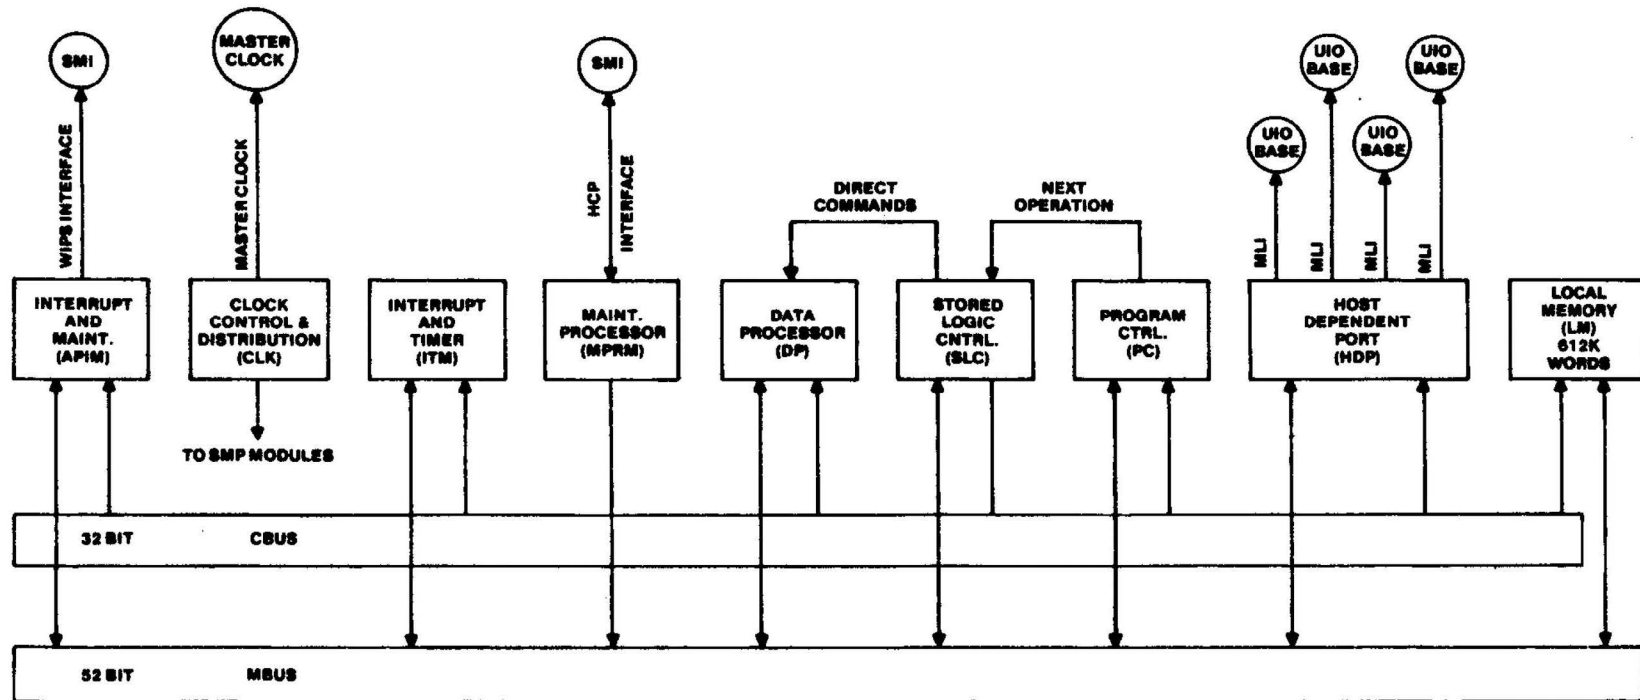 SMI
MASTER
CLOCK
SMI
UIO
BASE
UIO
BASE
UIO
BASE
UIO
BASE
WIPS INTERFACE
MASTER CLOCK
HCP
INTERFACE
DIRECT
COMMANDS
NEXT
OPERATION
MLI
MLI
MLI
MLI
INTERRUPT
AND
MAINT.
(APIM)
CLOCK
CONTROL &
DISTRIBUTION
(CLK)
INTERRUPT
AND
TIMER
(ITM)
MAINT.
PROCESSOR
(MPRM)
DATA
PROCESSOR
(DP)
STORED
LOGIC
CNTRL.
(SLC)
PROGRAM
CTRL.
(PC)
HOST
DEPENDENT
PORT
(HDP)
LOCAL
MEMORY
(LM)
512K
WORDS
TO SMP MODULES
32 BIT CBUS
52 BIT MBUS